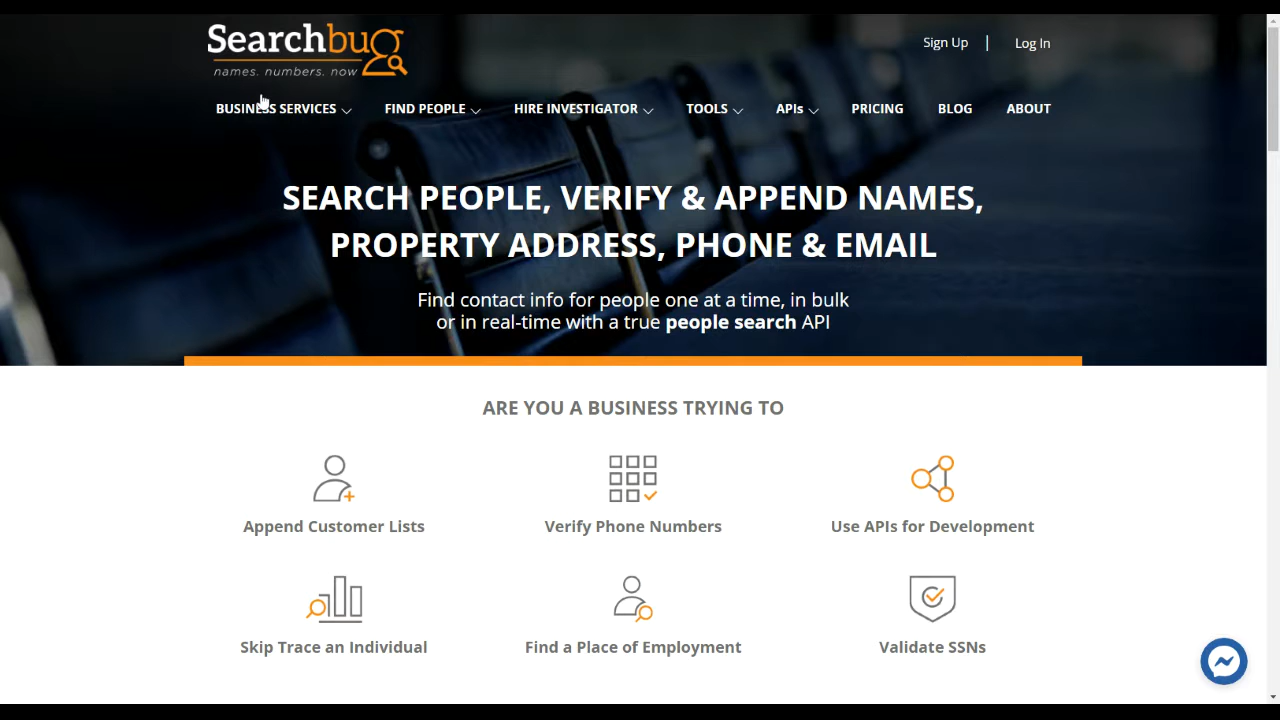 Searchbug
names. numbers. now
Sign Up | Log In
BUSINESS SERVICES FIND PEOPLE HIRE INVESTIGATOR TOOLS APIs PRICING BLOG ABOUT
SEARCH PEOPLE, VERIFY & APPEND NAMES,
PROPERTY ADDRESS, PHONE & EMAIL
Find contact info for people one at a time, in bulk
or in real-time with a true people search API
ARE YOU A BUSINESS TRYING TO
Append Customer Lists Verify Phone Numbers Use APIs for Development
Skip Trace an Individual Find a Place of Employment Validate SSNs